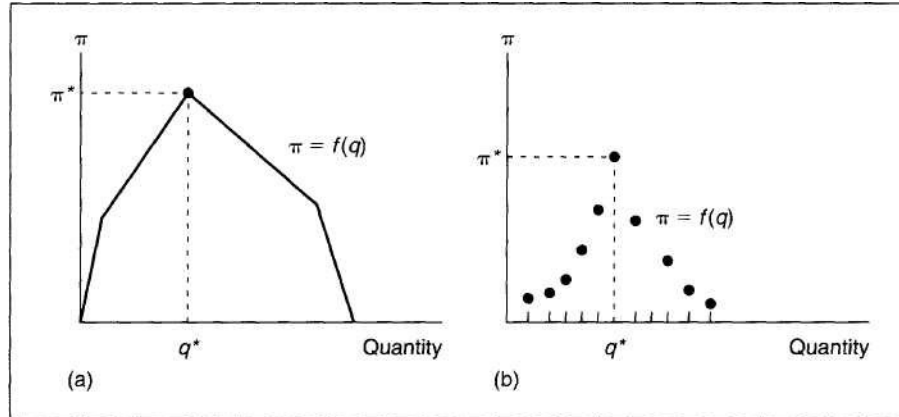 π
π*
π = f(q)
q*
Quantity
(a)
π
π*
π = f(q)
q*
Quantity
(b)